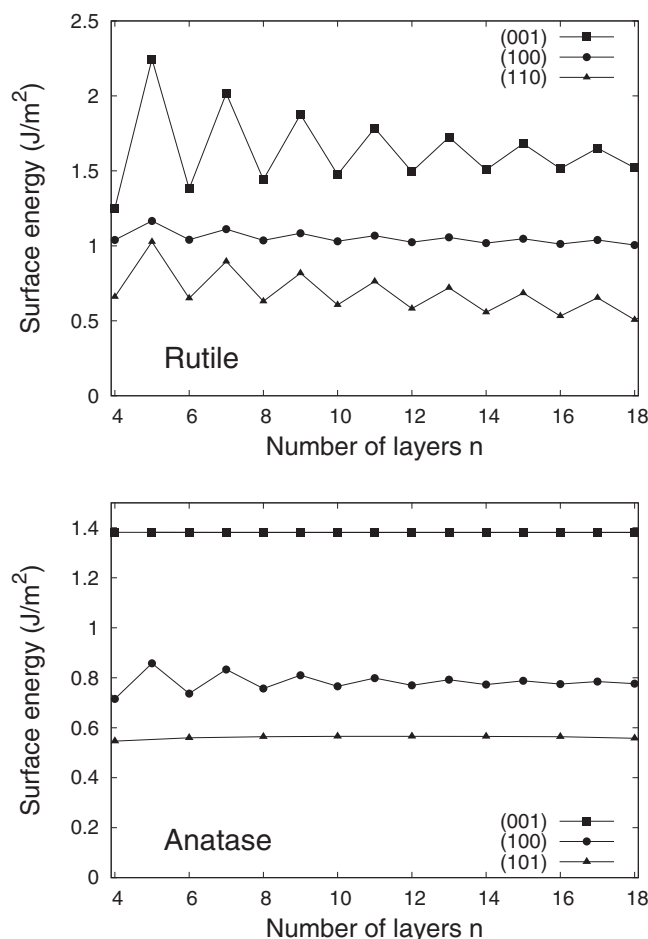 2.5
2
1.5
1
0.5
0
Surface energy (J/m²)
(001)
(100)
(110)
Rutile
4 6 8 10 12 14 16 18
Number of layers n
1.4
1.2
1
0.8
0.6
0.4
0.2
0
Surface energy (J/m²)
Anatase
(001)
(100)
(101)
4 6 8 10 12 14 16 18
Number of layers n